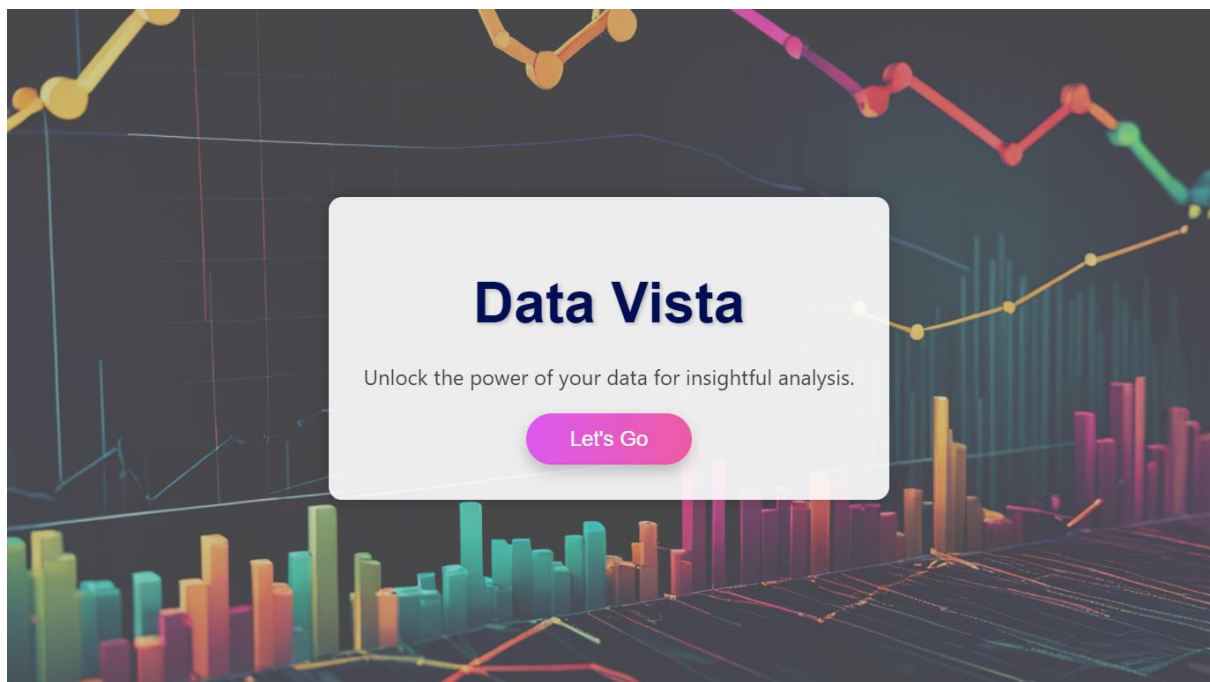 Data Vista
Unlock the power of your data for insightful analysis.
Let's Go